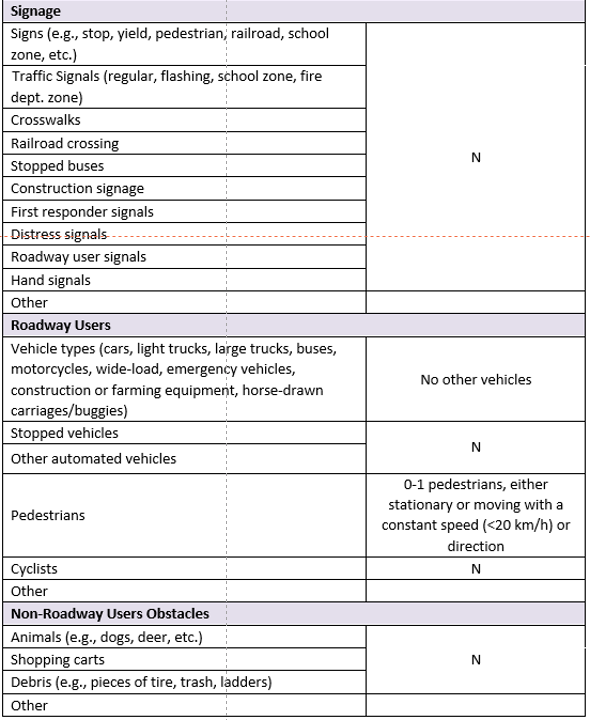 Signage
Signs (e.g., stop, yield, pedestrian, railroad, school
zone, etc.)
Traffic Signals (regular, flashing, school zone, fire
dept. zone)
Crosswalks
Railroad crossing
Stopped buses
Construction signage
First responder signals
Distress signals
Roadway user signals
Hand signals
N
Other
Roadway Users
Vehicle types (cars, light trucks, large trucks, buses,
motorcycles, wide-load, emergency vehicles,
construction or farming equipment, horse-drawn
carriages/buggies)
No other vehicles
Stopped vehicles
Other automated vehicles
N
Pedestrians
0-1 pedestrians, either
stationary or moving with a
constant speed (<20 km/h) or
direction
Cyclists
N
Other
Non-Roadway Users Obstacles
Animals (e.g., dogs, deer, etc.)
Shopping carts
Debris (e.g., pieces of tire, trash, ladders)
N
Other